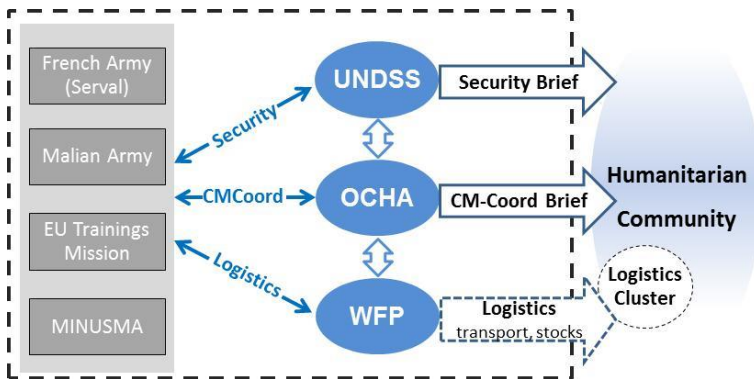 French Army
(Serval)
Malian Army
EU Trainings
Mission
MINUSMA
Security
CMCoord
Logistics
UNDSS
OCHA
WFP
Security Brief
CM-Coord Brief
Logistics
transport, stocks
Humanitarian
Community
Logistics
Cluster